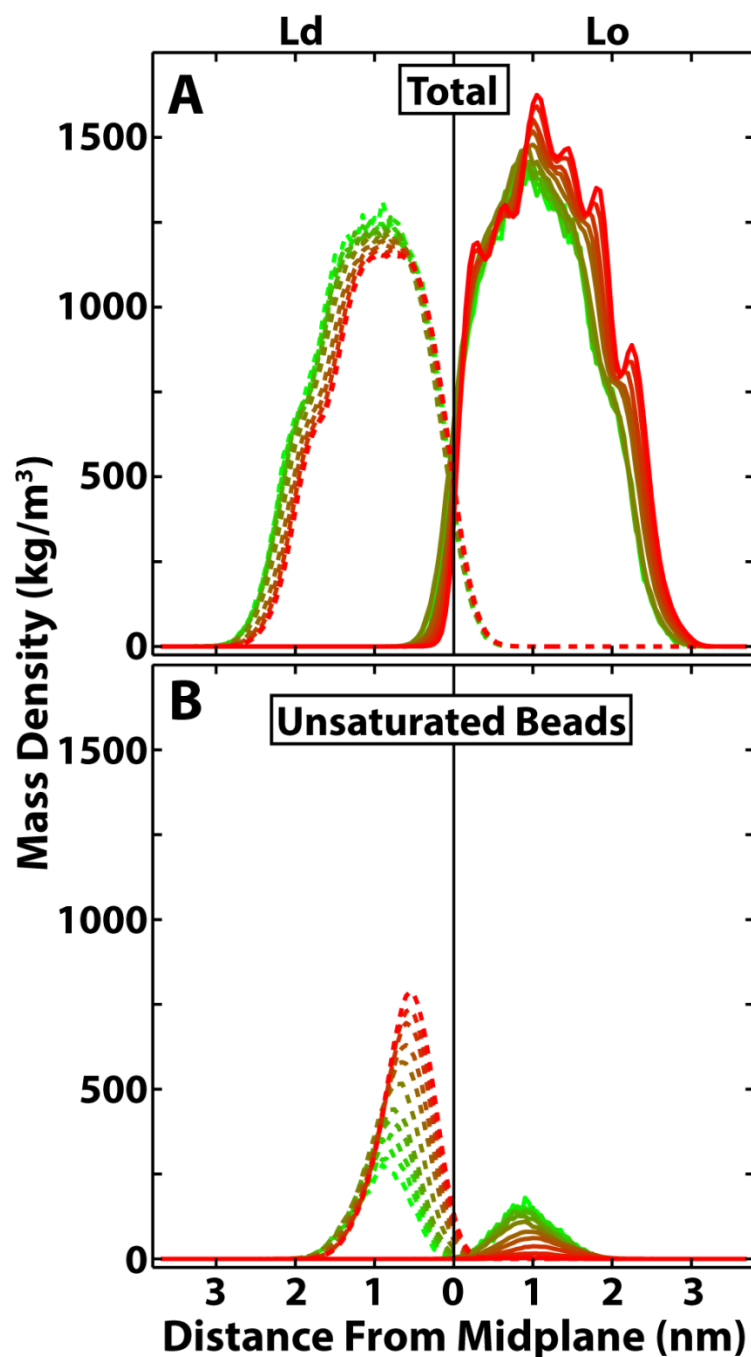 Ld Lo
A Total
1500
1000
500
0
B Unsaturated Beads
1500
1000
500
0
3 2 1 0 1 2 3
Distance From Midplane (nm)
Mass Density (kg/m³)